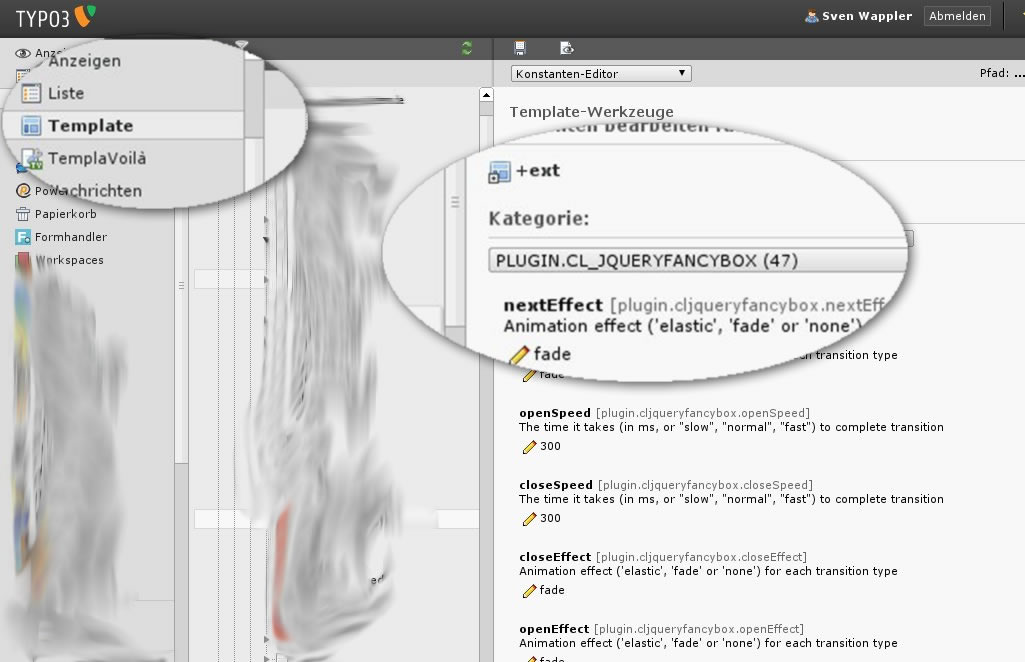 TYPO3
Sven Wappler
Abmelden
Anzeigen
Liste
Template
TemplaVoilà
Nachrichten
Papierkorb
Formhandler
Workspaces
Konstanten-Editor
Pfad: ...
Template-Werkzeuge
bearbeiten
+ext
Kategorie:
PLUGIN.CL_JQUERYFANCYBOX (47)
nextEffect [plugin.cljqueryfancybox.nextEff
Animation effect ('elastic', 'fade' or 'none')
fade
transition type
fade
openSpeed [plugin.cljqueryfancybox.openSpeed]
The time it takes (in ms, or "slow", "normal", "fast") to complete transition
300
closeSpeed [plugin.cljqueryfancybox.closeSpeed]
The time it takes (in ms, or "slow", "normal", "fast") to complete transition
300
closeEffect [plugin.cljqueryfancybox.closeEffect]
Animation effect ('elastic', 'fade' or 'none') for each transition type
fade
openEffect [plugin.cljqueryfancybox.openEffect]
Animation effect ('elastic', 'fade' or 'none') for each transition type
fade